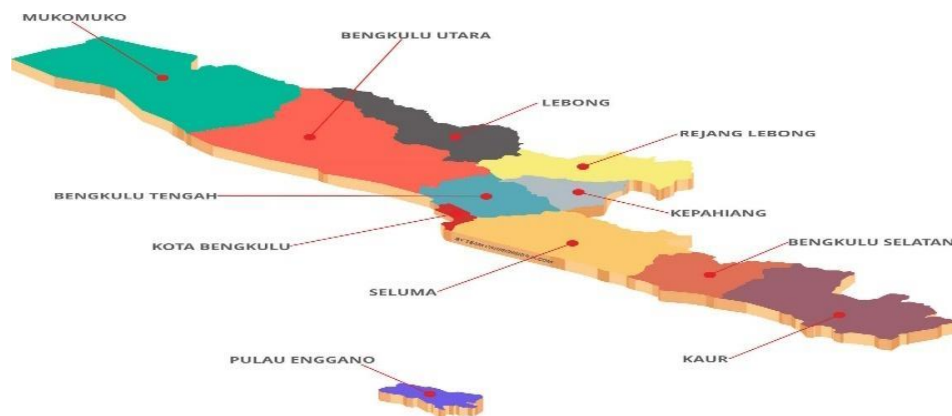 MUKOMUKO
BENGKULU UTARA
LEBONG
REJANG LEBONG
BENGKULU TENGAH
KEPAHIANG
KOTA BENGKULU
BENGKULU SELATAN
SELUMA
PULAU ENGGANO
KAUR